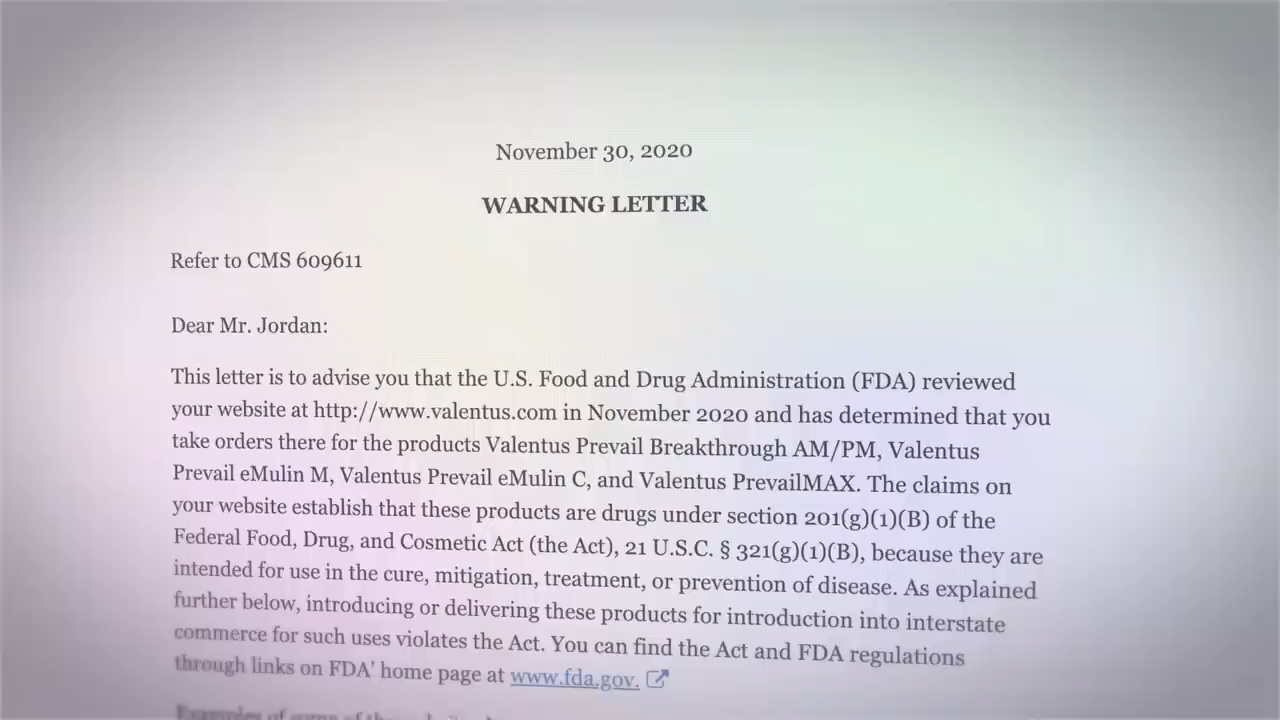 November 30, 2020
WARNING LETTER
Refer to CMS 609611
Dear Mr. Jordan:
This letter is to advise you that the U.S. Food and Drug Administration (FDA) reviewed
your website at http://www.valentus.com in November 2020 and has determined that you
take orders there for the products Valentus Prevail Breakthrough AM/PM, Valentus
Prevail eMulin M, Valentus Prevail eMulin C, and Valentus PrevailMAX. The claims on
your website establish that these products are drugs under section 201(g)(1)(B) of the
Federal Food, Drug, and Cosmetic Act (the Act), 21 U.S.C. § 321(g)(1)(B), because they are
intended for use in the cure, mitigation, treatment, or prevention of disease. As explained
further below, introducing or delivering these products for introduction into interstate
commerce for such uses violates the Act. You can find the Act and FDA regulations
through links on FDA' home page at www.fda.gov.
Examples of some of